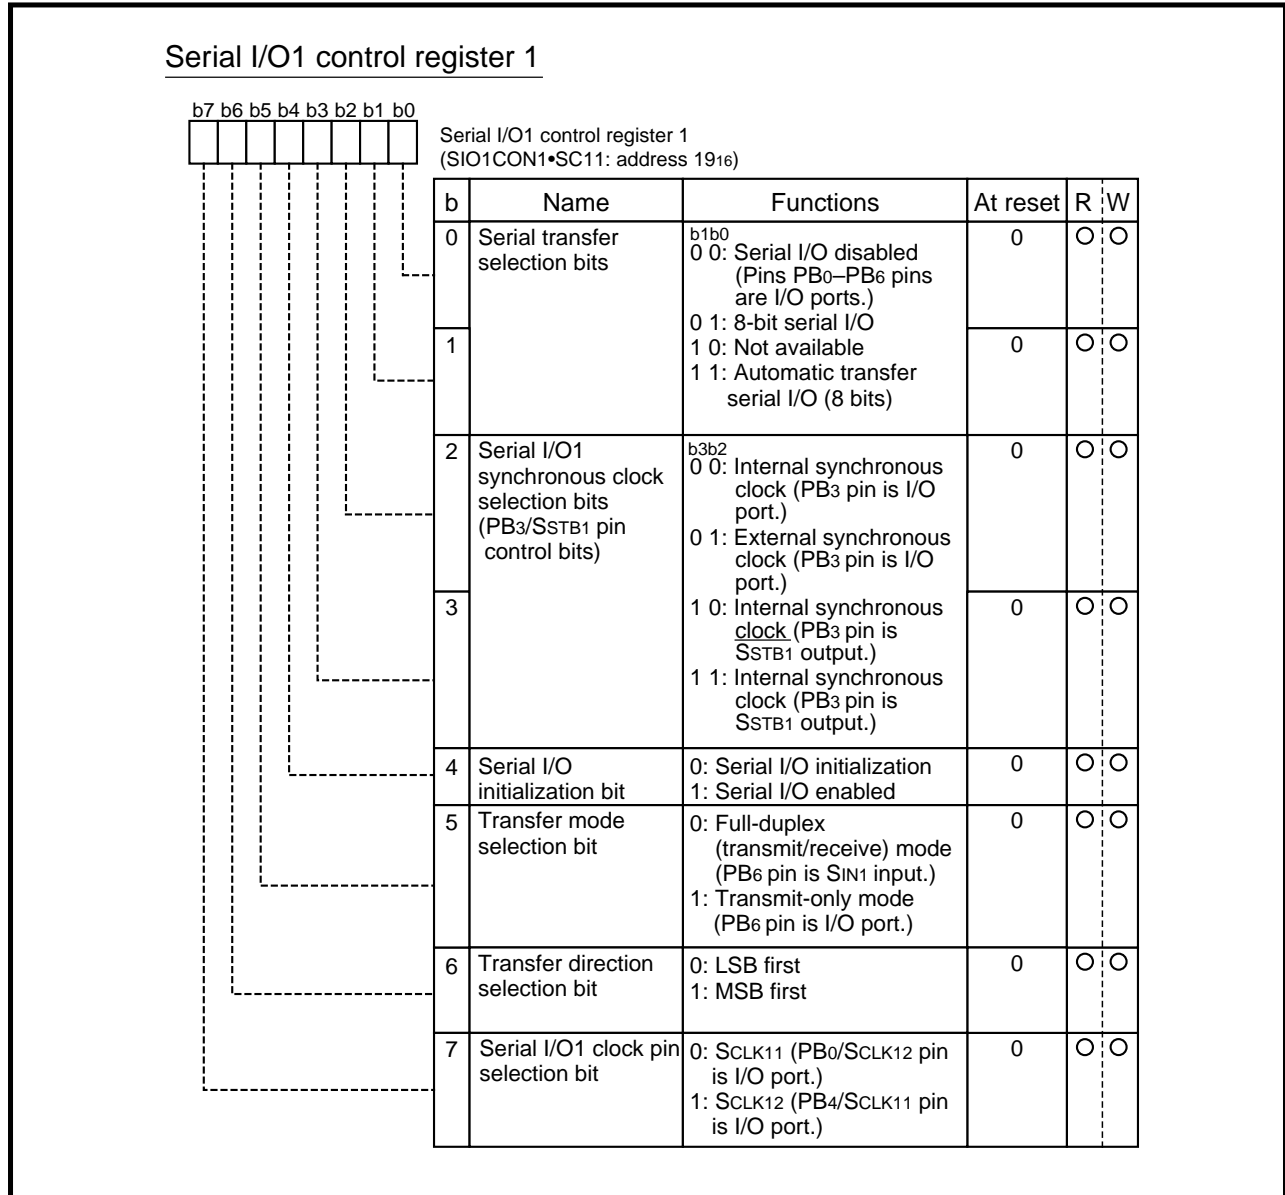 Serial I/O1 control register 1
b7 b6 b5 b4 b3 b2 b1 b0
Serial I/O1 control register 1
(SIO1CON1•SC11: address 1916)
b Name Functions At reset R W
0 Serial transfer selection bits
b1b0
0 0: Serial I/O disabled
(Pins PB0–PB6 pins
are I/O ports.)
0 1: 8-bit serial I/O
1 0: Not available
1 1: Automatic transfer
serial I/O (8 bits)
0 O O
1 0 O O
2 Serial I/O1
synchronous clock
selection bits
(PB3/SSTB1 pin
control bits)
b3b2
0 0: Internal synchronous
clock (PB3 pin is I/O
port.)
0 1: External synchronous
clock (PB3 pin is I/O
port.)
1 0: Internal synchronous
clock (PB3 pin is
SSTB1 output.)
1 1: Internal synchronous
clock (PB3 pin is
SSTB1 output.)
0 O O
3 0 O O
4 Serial I/O
initialization bit
0: Serial I/O initialization
1: Serial I/O enabled
0 O O
5 Transfer mode
selection bit
0: Full-duplex
(transmit/receive) mode
(PB6 pin is SIN1 input.)
1: Transmit-only mode
(PB6 pin is I/O port.)
0 O O
6 Transfer direction
selection bit
0: LSB first
1: MSB first
0 O O
7 Serial I/O1 clock pin
selection bit
0: SCLK11 (PB0/SCLK12 pin
is I/O port.)
1: SCLK12 (PB4/SCLK11 pin
is I/O port.)
0 O O